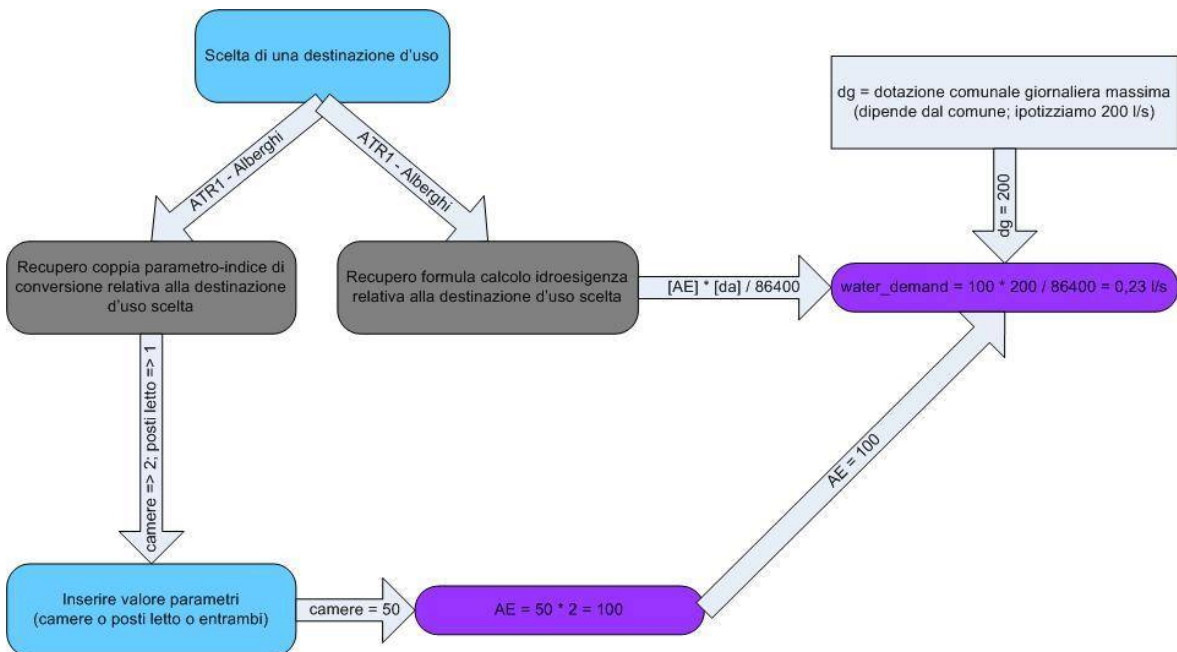 Scelta di una destinazione d'uso
dg = dotazione comunale giornaliera massima
(dipende dal comune; ipotizziamo 200 l/s)
ATR1 - Alberghi
ATR1 - Alberghi
dg = 200
Recupero coppia parametro-indice di
conversione relativa alla destinazione
d'uso scelta
Recupero formula calcolo idroesigenza
relativa alla destinazione d'uso scelta
[AE] * [da] / 86400
water_demand = 100 * 200 / 86400 = 0,23 l/s
camere => 2; posti letto => 1
AE = 100
Inserire valore parametri
(camere o posti letto o entrambi)
camere = 50
AE = 50 * 2 = 100